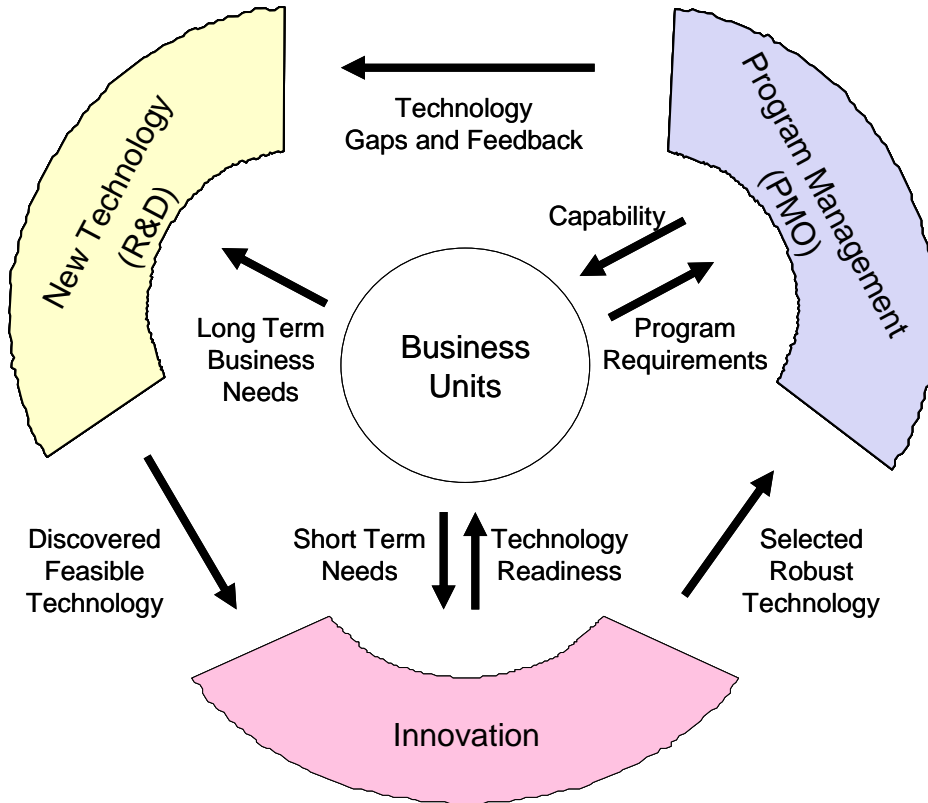 New Technology
(R&D)
Technology
Gaps and Feedback
Program Management
(PMO)
Capability
Long Term
Business
Needs
Business
Units
Program
Requirements
Discovered
Feasible
Technology
Short Term
Needs
Technology
Readiness
Selected
Robust
Technology
Innovation